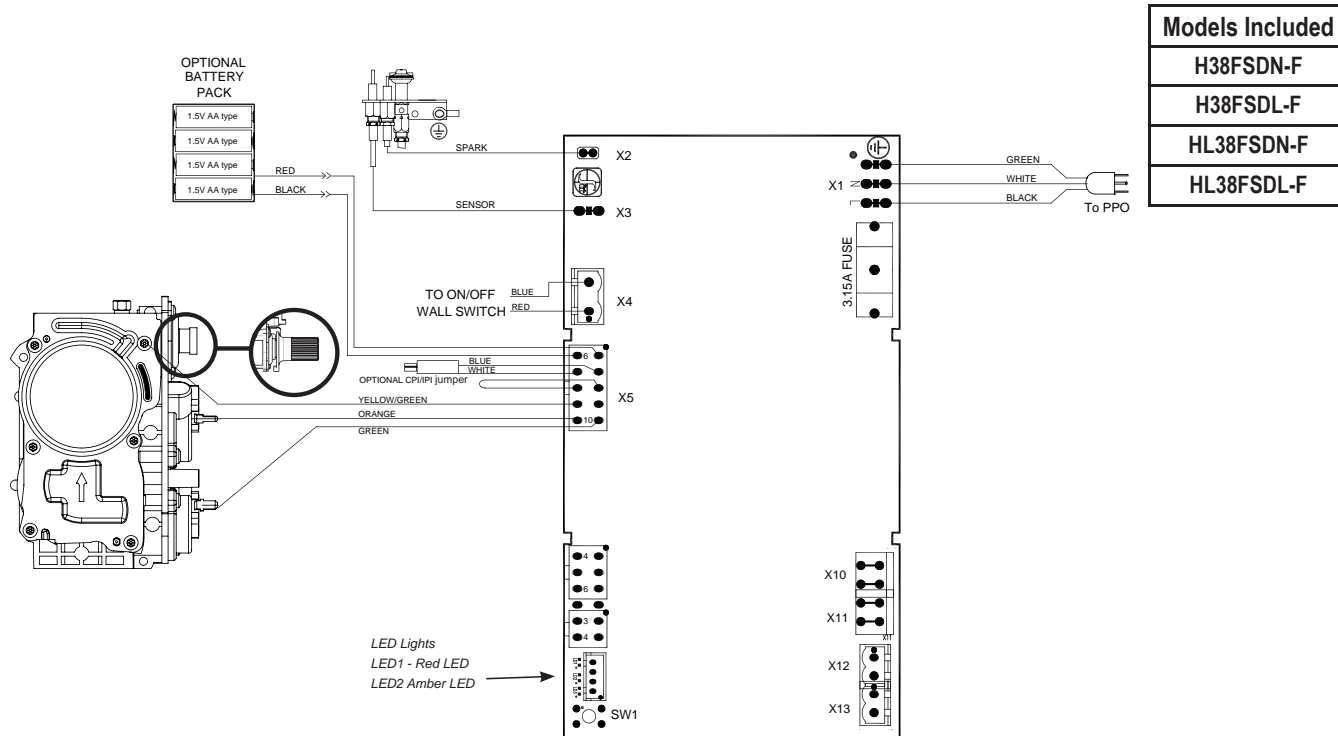 Models Included
H38FSDN-F
H38FSDL-F
HL38FSDN-F
HL38FSDL-F
OPTIONAL
BATTERY
PACK
1.5V AA type
1.5V AA type
1.5V AA type
1.5V AA type
RED
BLACK
SPARK
X2
SENSOR
X3
TO ON/OFF
WALL SWITCH
BLUE
RED
X4
X1
N
L
GREEN
WHITE
BLACK
To PPO
3.15A FUSE
6
BLUE
WHITE
OPTIONAL CPI/IPI jumper
X5
YELLOW/GREEN
ORANGE
10
GREEN
4
6
3
4
LED Lights
LED1 - Red LED
LED2 Amber LED
SW1
X10
X11
X11
X12
X13